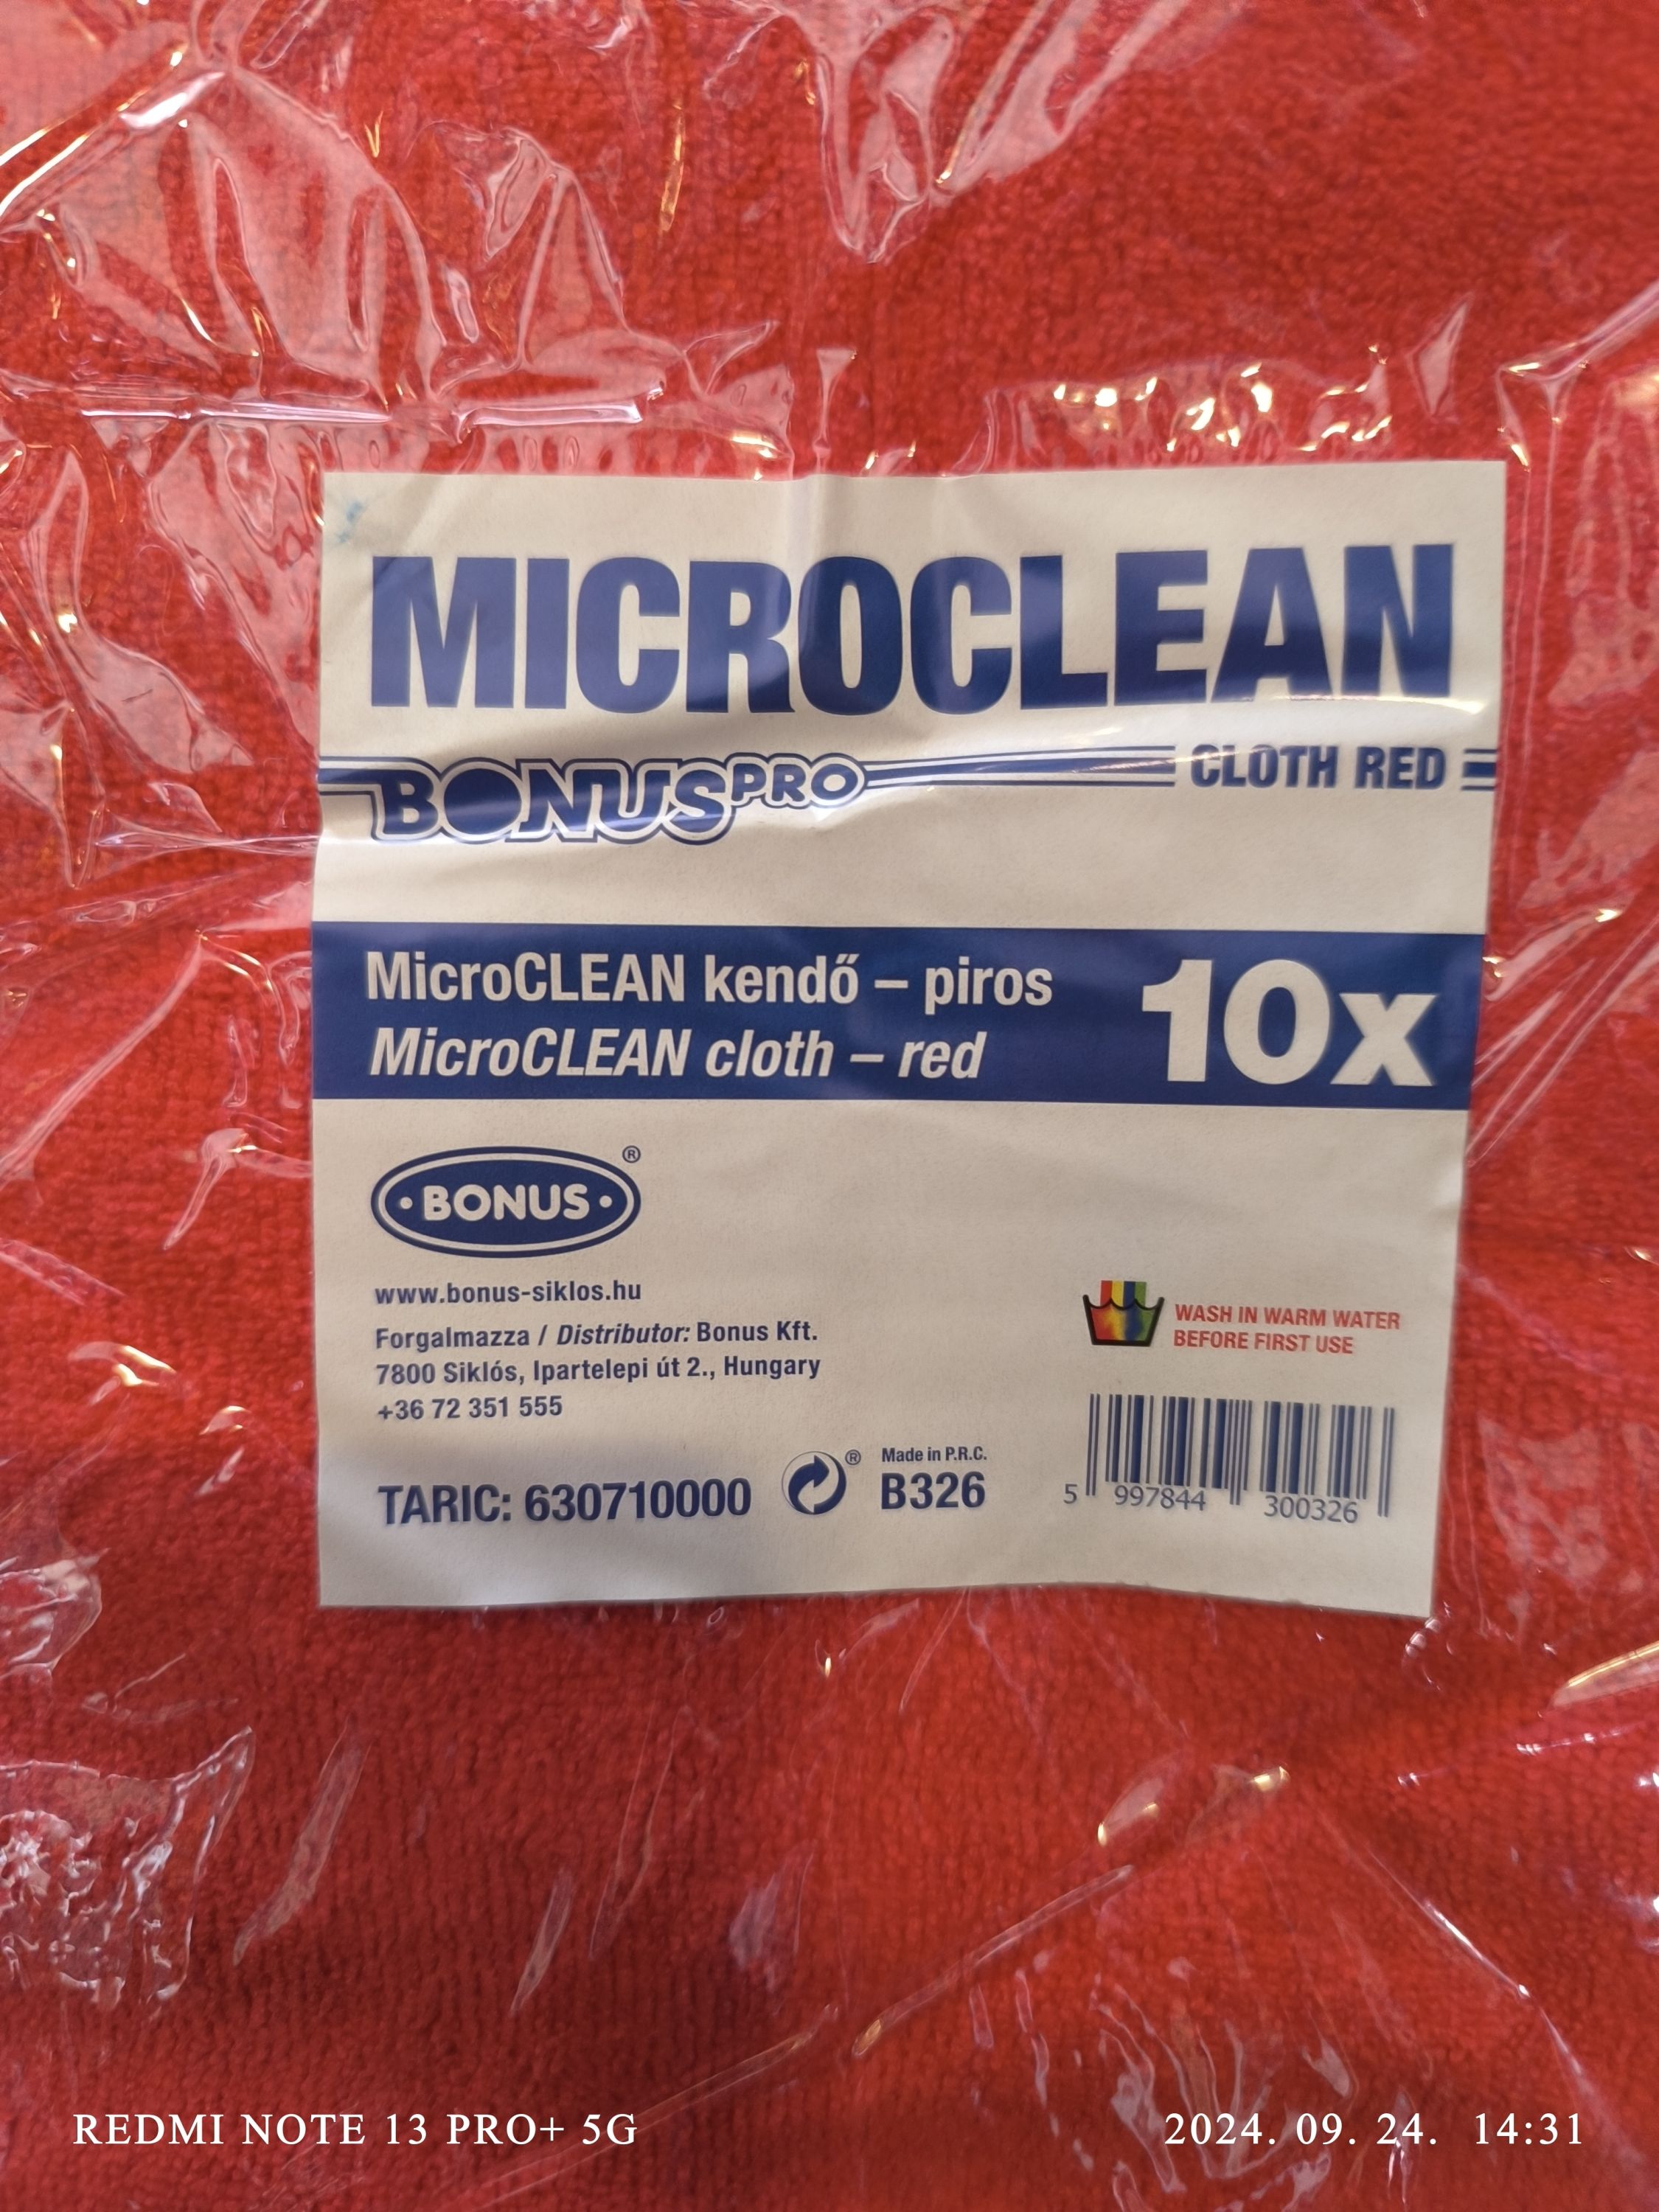 MICROCLEAN
BONUS PRO CLOTH RED
MicroCLEAN kendő – piros
MicroCLEAN cloth – red
10x
BONUS ®
www.bonus-siklos.hu
Forgalmazza / Distributor: Bonus Kft.
7800 Siklós, Ipartelepi út 2., Hungary
+36 72 351 555
WASH IN WARM WATER
BEFORE FIRST USE
TARIC: 630710000
®
Made in P.R.C.
B326
5 997844 300326
REDMI NOTE 13 PRO+ 5G
2024. 09. 24. 14:31